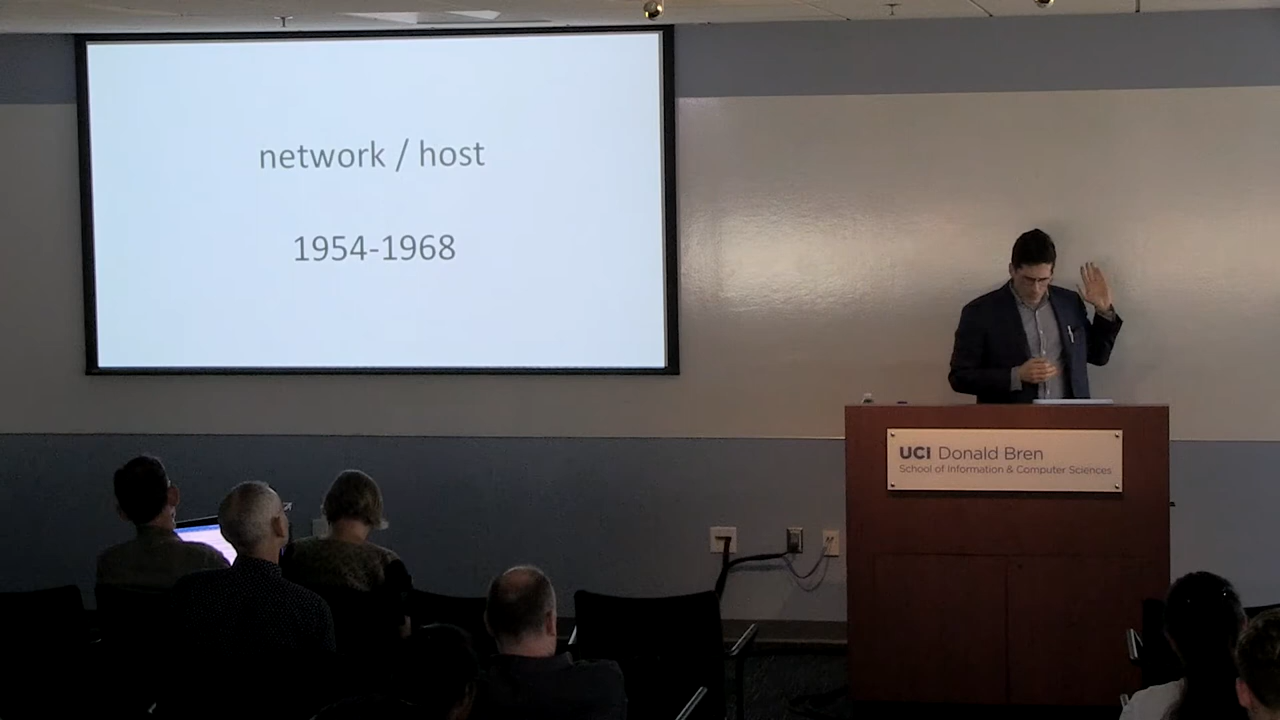 network / host
1954-1968
UCI Donald Bren
School of Information & Computer Sciences